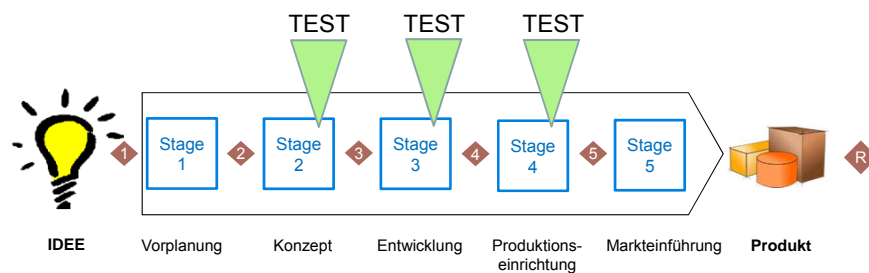 TEST TEST TEST
1 Stage 1 2 Stage 2 3 Stage 3 4 Stage 4 5 Stage 5 R
IDEE Vorplanung Konzept Entwicklung Produktions- Markteinführung Produkt
einrichtung